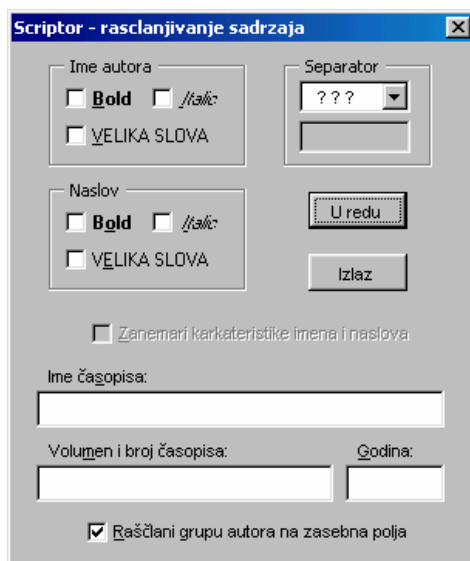 Scriptor - rasclanjivanje sadrzaja
Ime autora
Bold Italic
VELIKA SLOVA
Separator
???
Naslov
Bold Italic
VELIKA SLOVA
U redu
Izlaz
Zanemari karkateristike imena i naslova
Ime časopisa:
Volumen i broj časopisa: Godina:
Raščlani grupu autora na zasebna polja